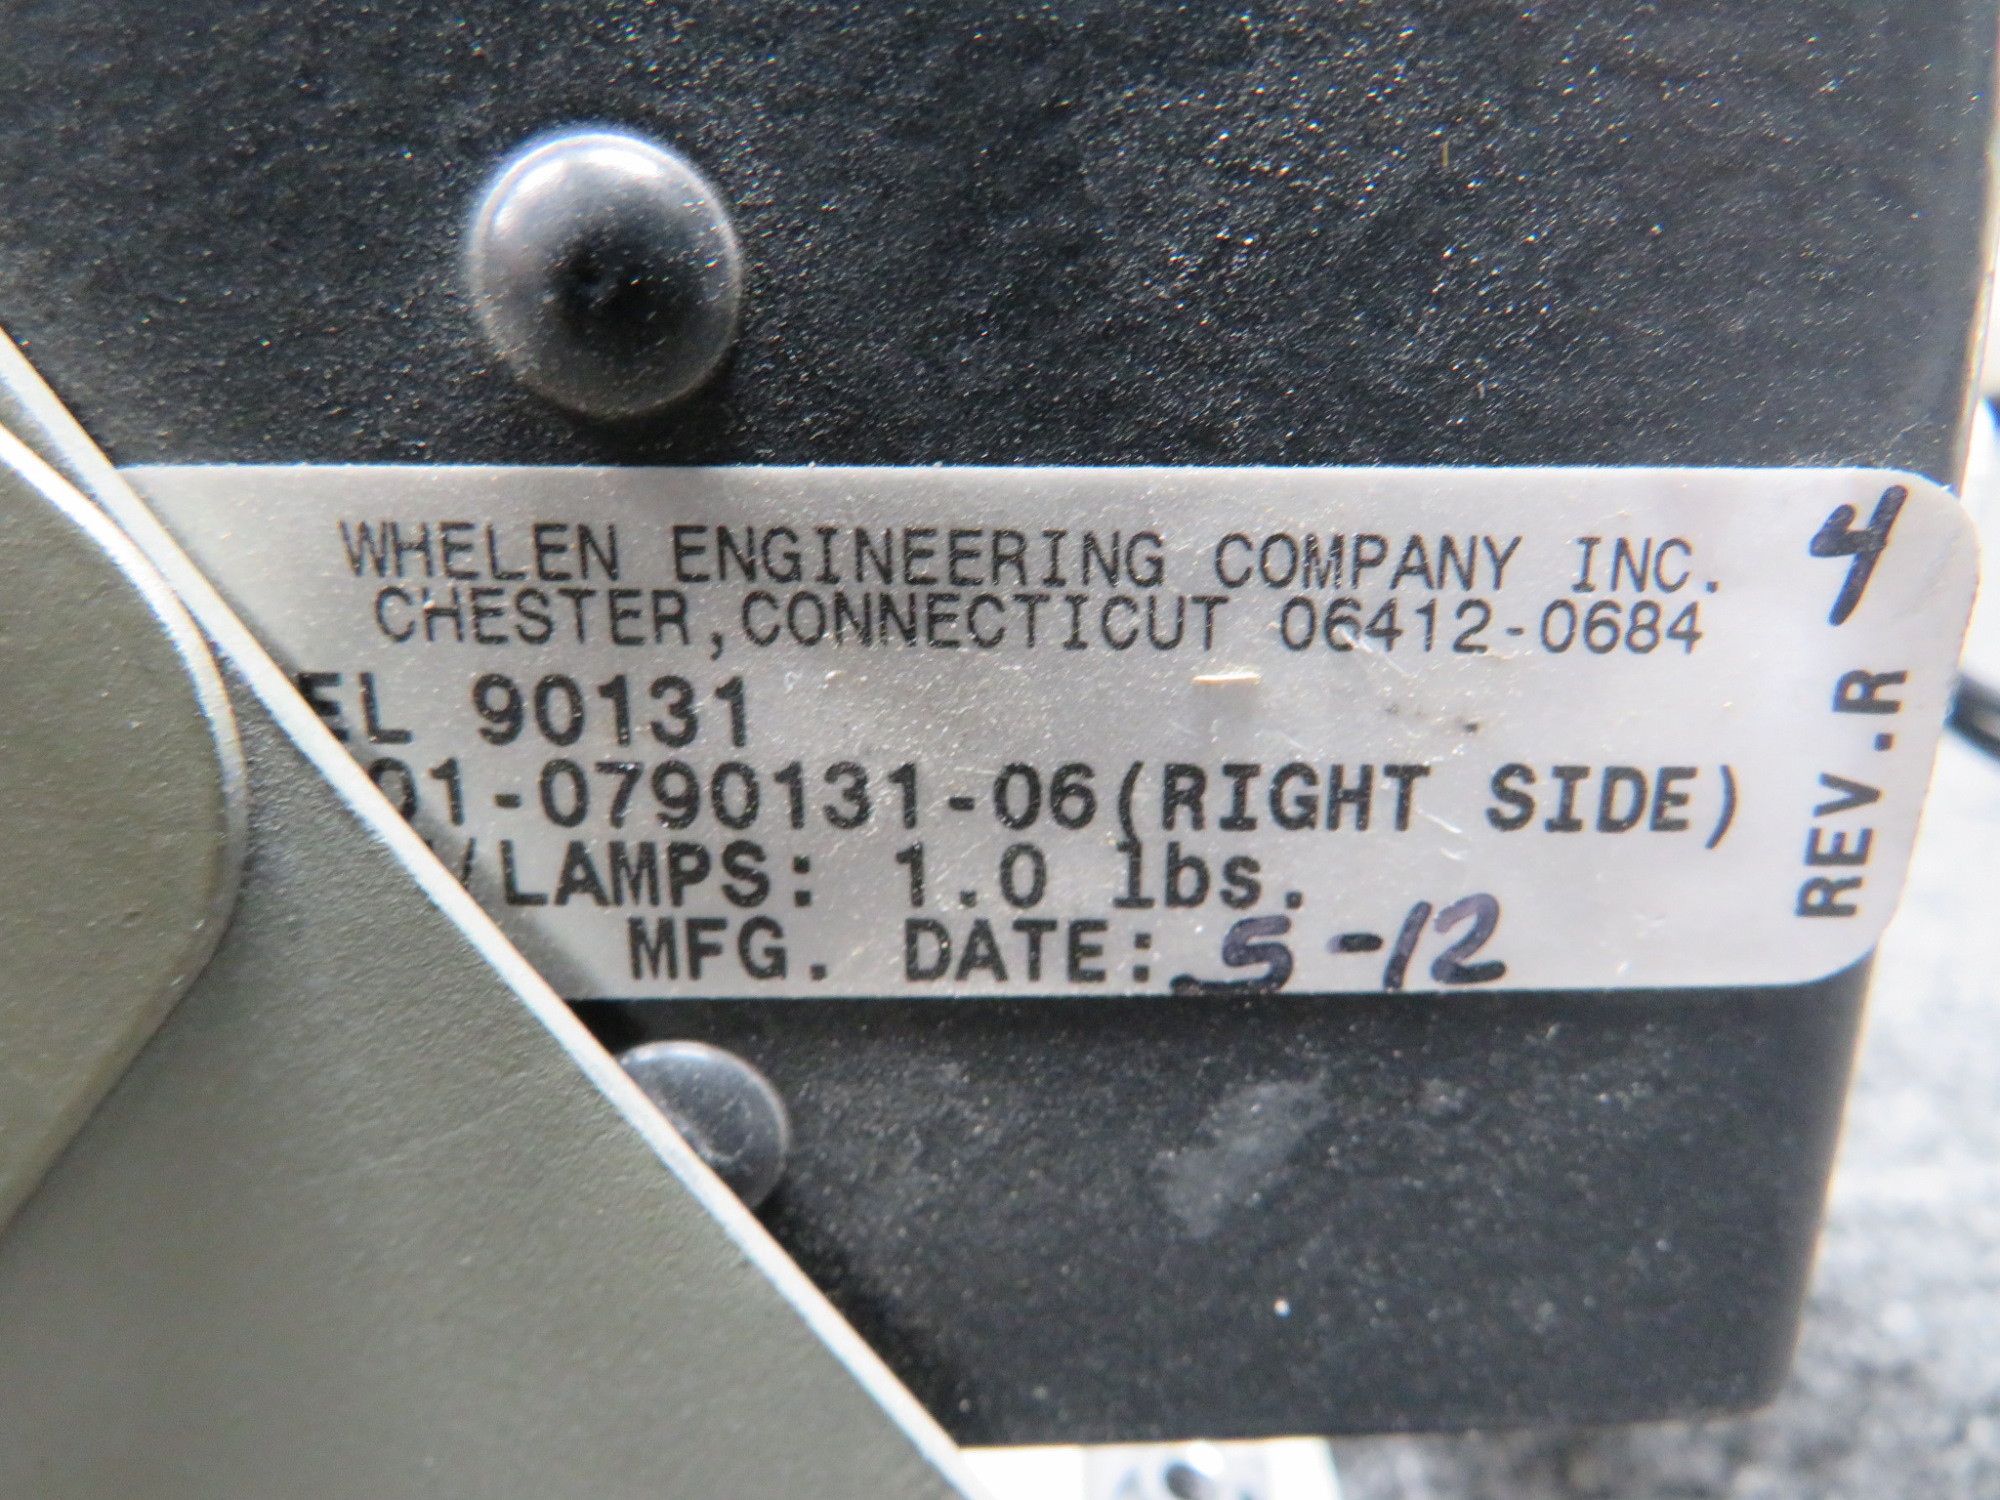 WHELEN ENGINEERING COMPANY INC.
CHESTER, CONNECTICUT 06412-0684
EL 90131
01-0790131-06(RIGHT SIDE)
/LAMPS: 1.0 lbs.
MFG. DATE: 5-12
REV.R 4